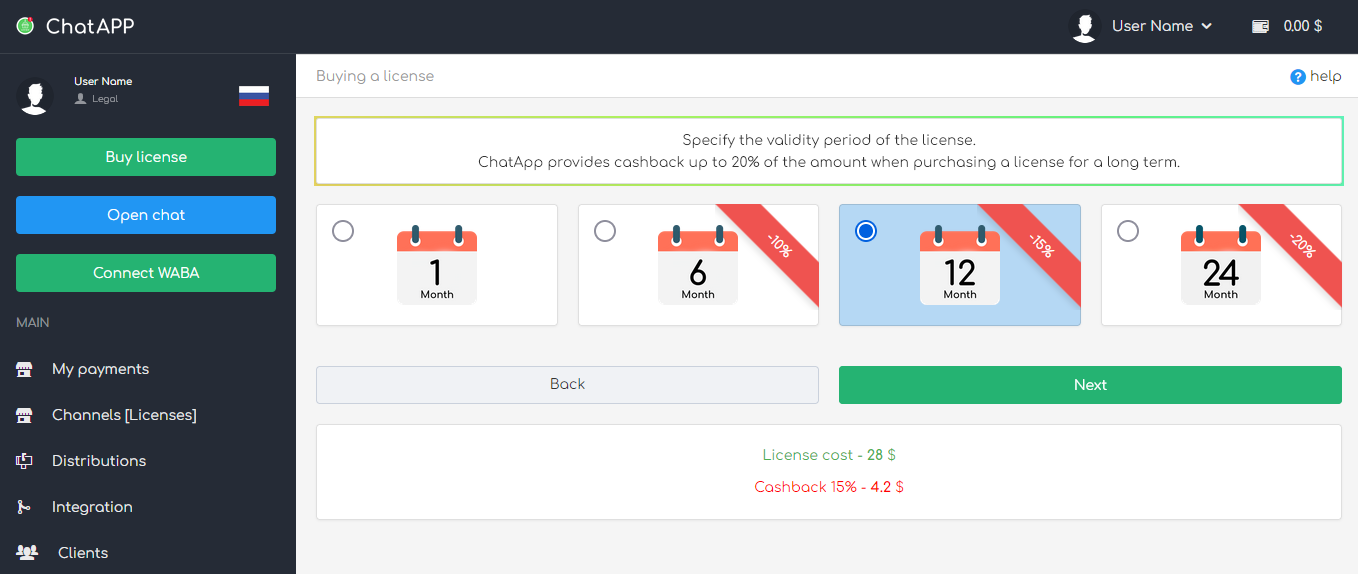 ChatAPP
User Name
0.00 $
User Name
Legal
Buy license
Open chat
Connect WABA
MAIN
My payments
Channels [Licenses]
Distributions
Integration
Clients
Buying a license
? help
Specify the validity period of the license.
ChatApp provides cashback up to 20% of the amount when purchasing a license for a long term.
1
Month
6
Month
-10%
12
Month
-15%
24
Month
-20%
Back
Next
License cost - 28 $
Cashback 15% - 4.2 $